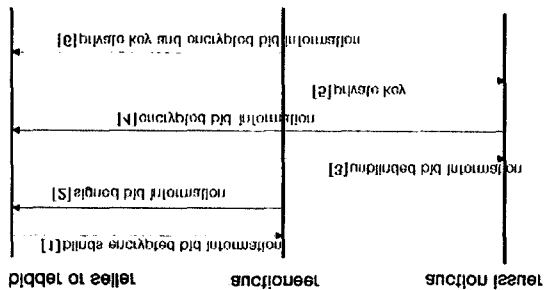 bidder or seller
auctioneer
auction issuer
[1]blinds encrypted bid information
[2]signed bid information
[3]unblinded bid information
[4]encrypted bid information
[5]private key
[6]private key and encrypted bid information